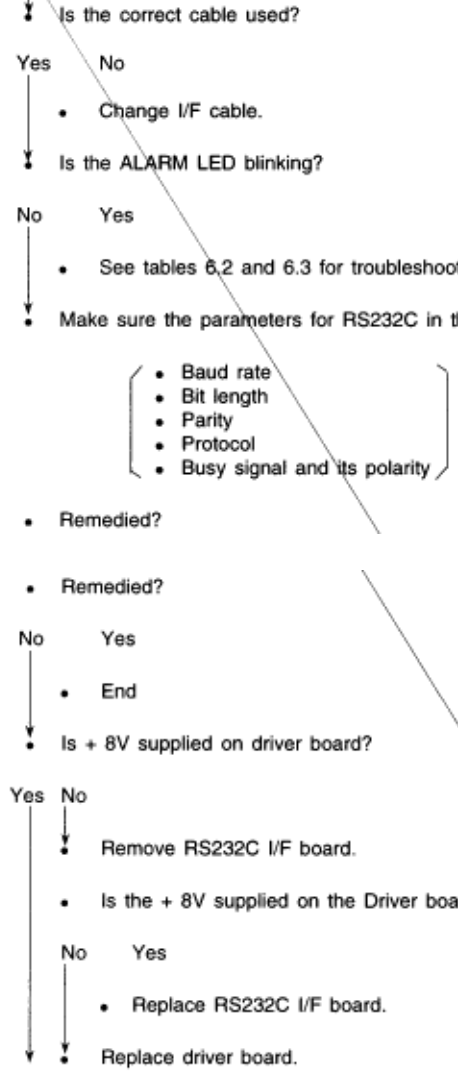 • Is the correct cable used?
Yes No
• Change I/F cable.
• Is the ALARM LED blinking?
No Yes
• See tables 6.2 and 6.3 for
• Make sure the parameters for RS232C in
• Baud rate
• Bit length
• Parity
• Protocol
• Busy signal and its polarity
• Remedied?
• Remedied?
No Yes
• End
• Is + 8V supplied on driver board?
Yes No
• Remove RS232C I/F board.
• Is the + 8V supplied on the Driver
No Yes
• Replace RS232C I/F board.
• Replace driver board.